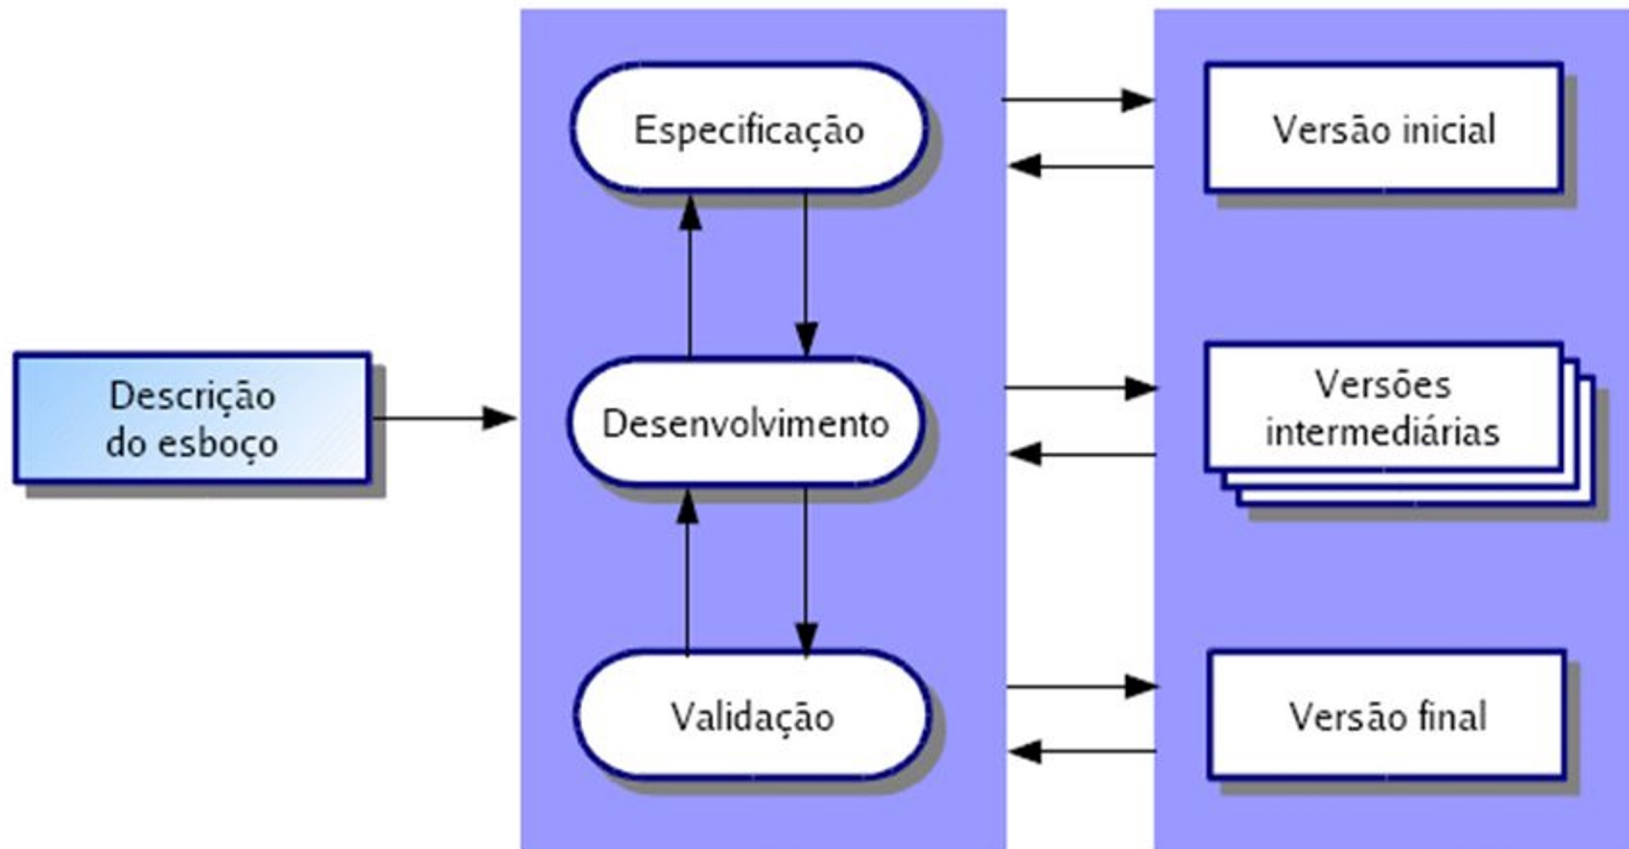 Especificação
Versão inicial
Descrição
do esboço
Desenvolvimento
Versões
intermediárias
Validação
Versão final